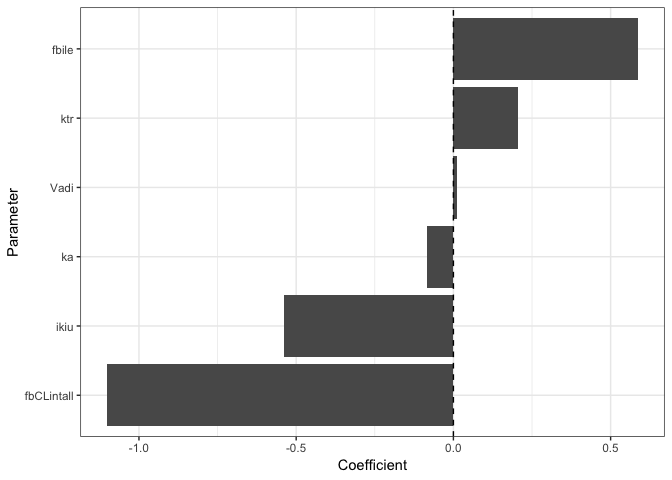 fbile
ktr
Vadi
ka
ikiu
fbCLintall
Parameter
-1.0
-0.5
0.0
0.5
Coefficient